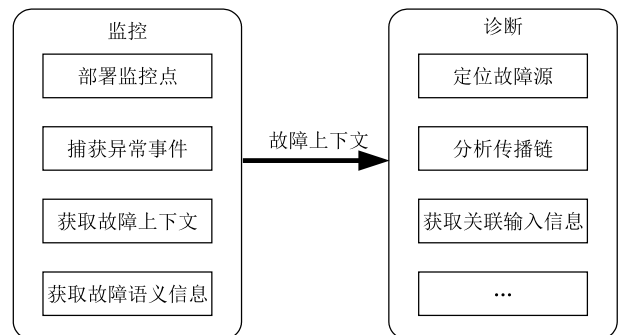 监控
部署监控点
捕获异常事件
获取故障上下文
获取故障语义信息
故障上下文
诊断
定位故障源
分析传播链
获取关联输入信息
...